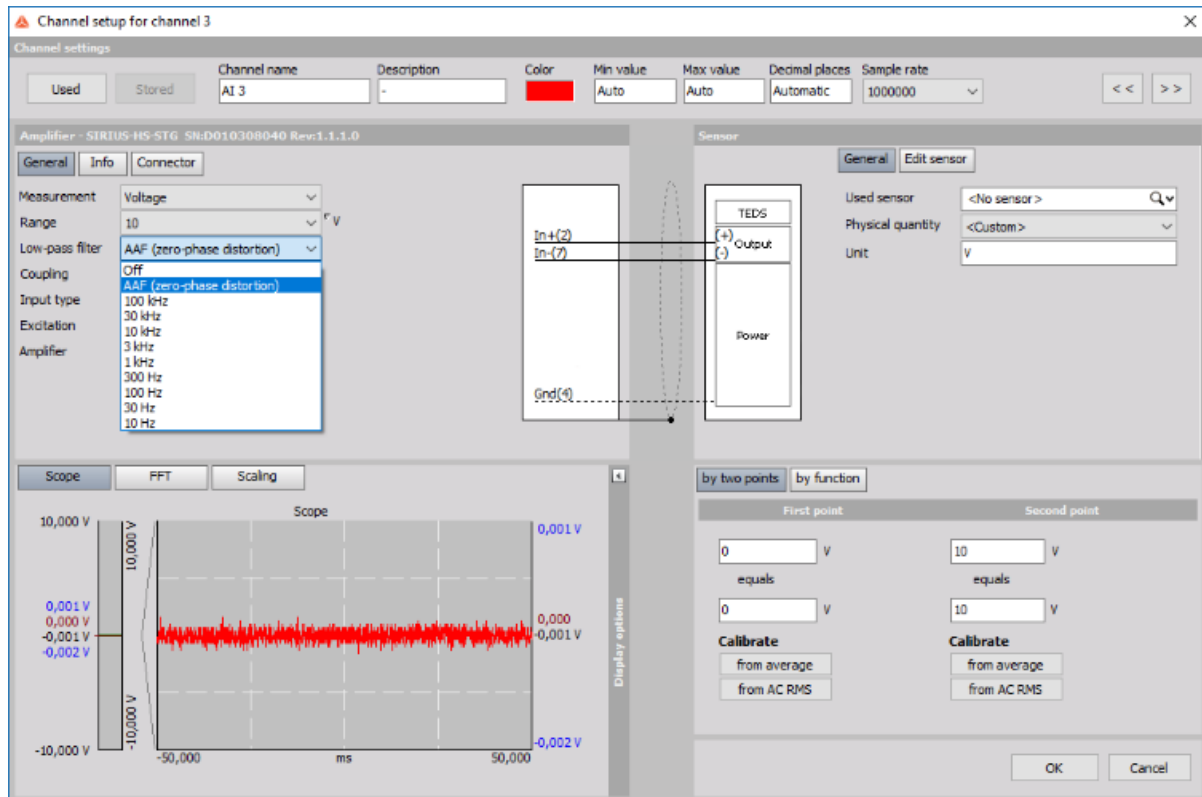 Channel setup for channel 3
Channel settings
Used
Stored
Channel name
AI 3
Description
-
Color
Min value
Auto
Max value
Auto
Decimal places
Automatic
Sample rate
1000000
<<
>>
Amplifier - SIRIUS-HS-STG SN:D010308040 Rev:1.1.1.0
General
Info
Connector
Measurement
Voltage
Range
10
V
Low-pass filter
AAF (zero-phase distortion)
Coupling
Input type
Excitation
Amplifier
Off
AAF (zero-phase distortion)
100 kHz
30 kHz
10 kHz
3 kHz
1 kHz
300 Hz
100 Hz
30 Hz
10 Hz
In+(2)
In-(7)
Gnd(4)
Sensor
TEDS
(+)
(-)
Output
Power
General
Edit sensor
Used sensor
<No sensor>
Physical quantity
<Custom>
Unit
V
Scope
FFT
Scaling
Scope
10,000 V
0,001 V
0,000 V
-0,001 V
-0,002 V
-10,000 V
10,000 V
-10,000 V
0,001 V
0,000
-0,001 V
-0,002 V
-50,000
ms
50,000
Display options
by two points
by function
First point
Second point
0 V
equals
0 V
Calibrate
from average
from AC RMS
10 V
equals
10 V
Calibrate
from average
from AC RMS
OK
Cancel